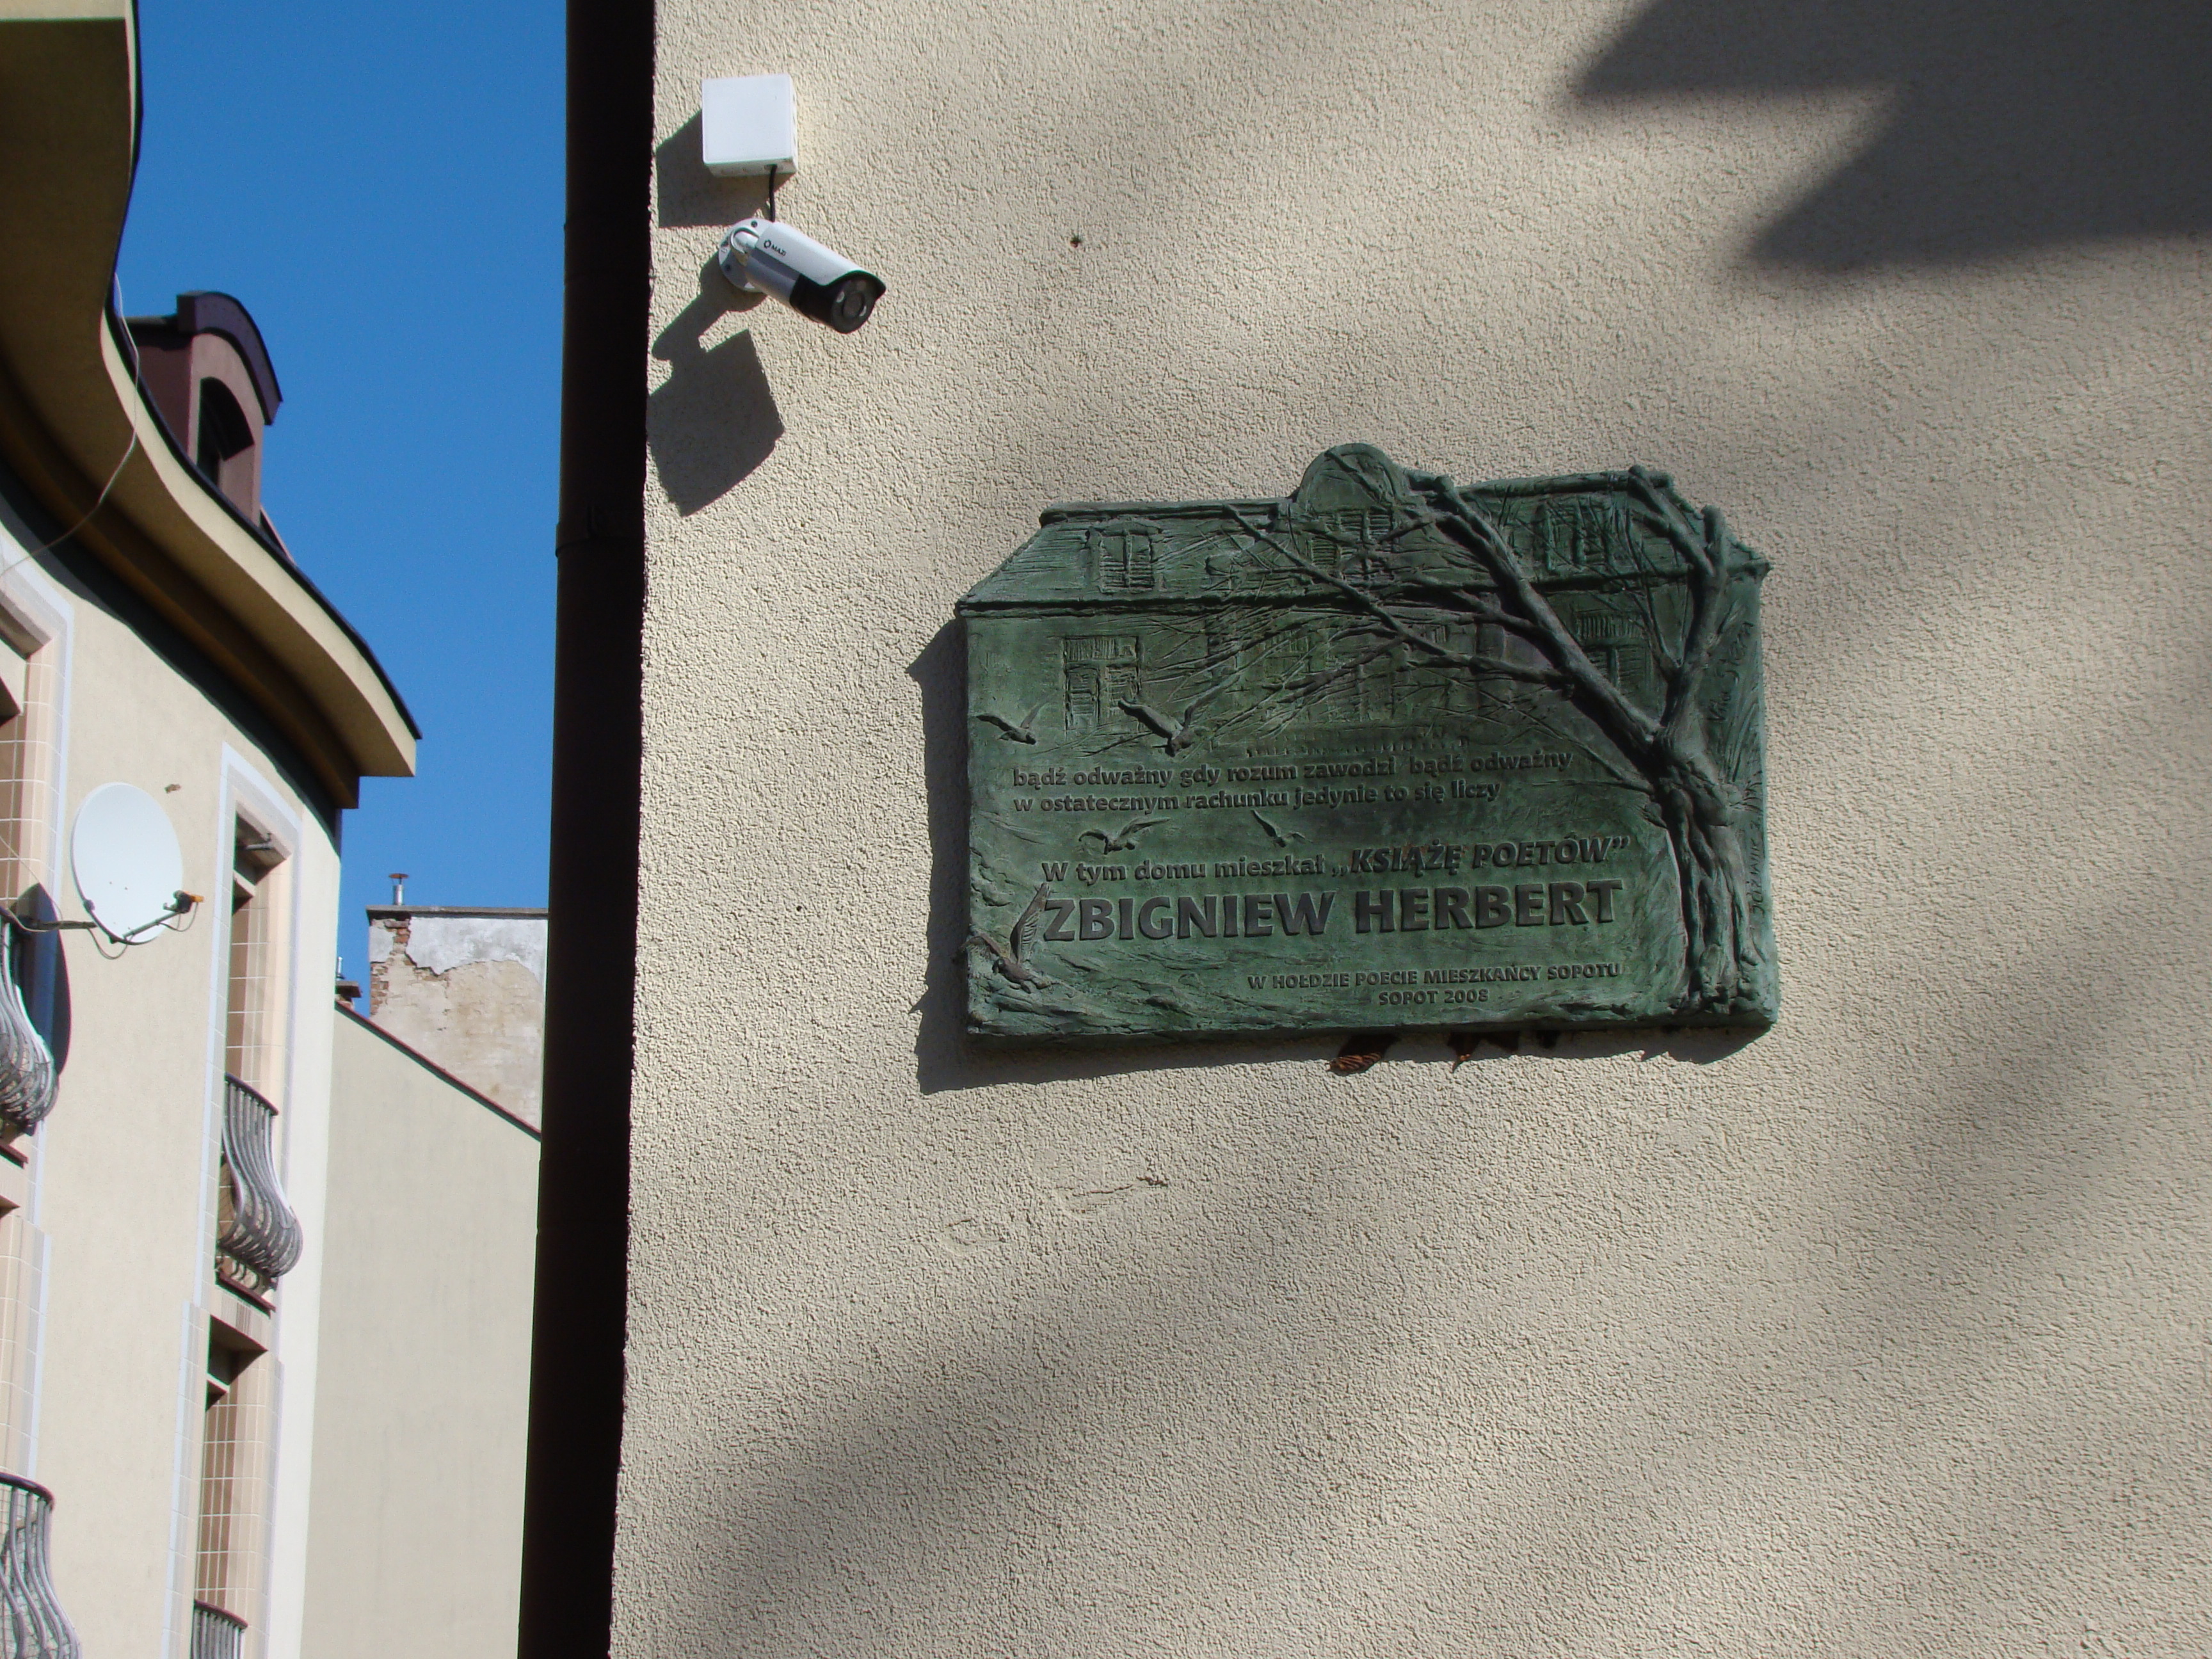 MAZi
bądź odważny gdy rozum zawodzi bądź odważny
w ostatecznym rachunku jedynie to się liczy
W tym domu mieszkał „KSIĄŻĘ POETÓW”
ZBIGNIEW HERBERT
W HOŁDZIE POECIE MIESZKAŃCY SOPOTU
SOPOT 2008